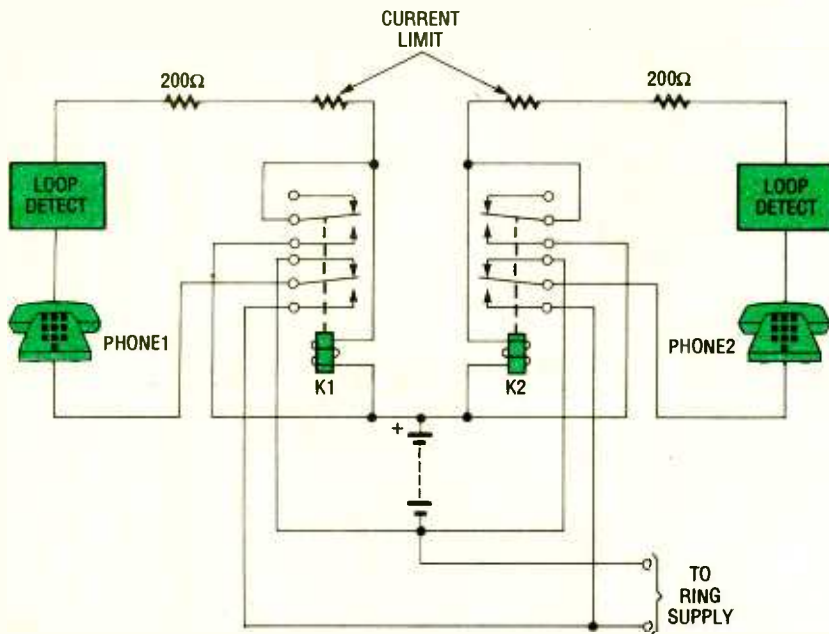 CURRENT
LIMIT
200Ω
200Ω
LOOP
DETECT
LOOP
DETECT
PHONE1
PHONE2
K1
K2
+
TO
RING
SUPPLY